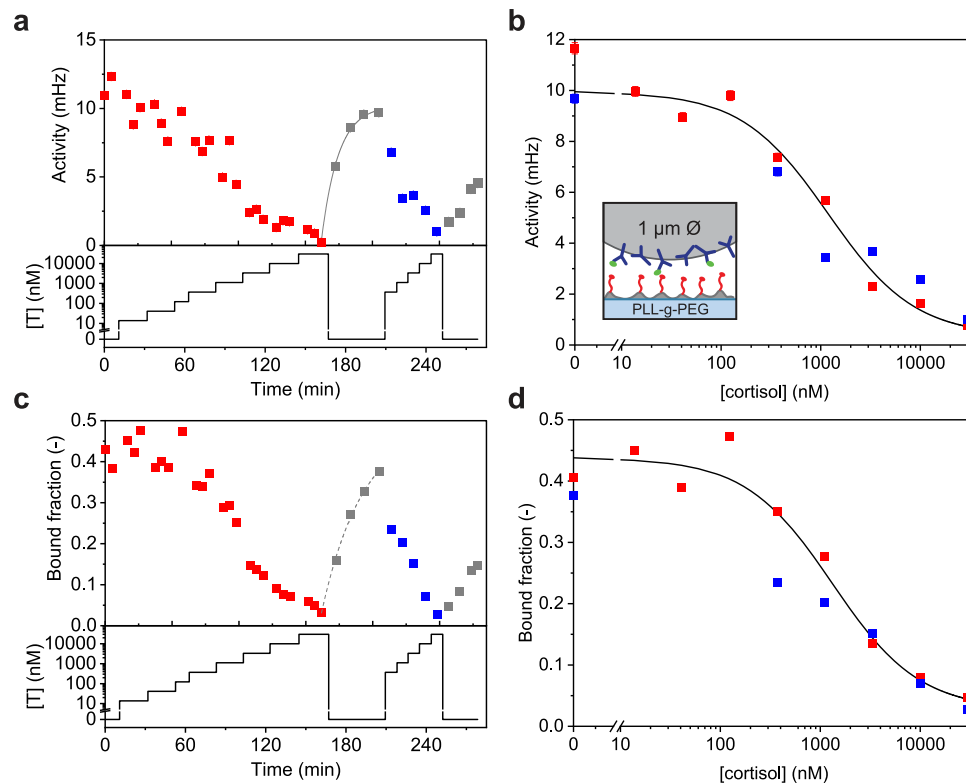 a
Activity (mHz)
15
10
5
0
[T] (nM)
10000
1000
100
10
0
0 60 120 180 240
Time (min)
b
Activity (mHz)
12
10
8
6
4
2
0
1 µm Ø
PLL-g-PEG
0 10 100 1000 10000
[cortisol] (nM)
c
Bound fraction (-)
0.5
0.4
0.3
0.2
0.1
0.0
[T] (nM)
10000
1000
100
10
0
0 60 120 180 240
Time (min)
d
Bound fraction (-)
0.5
0.4
0.3
0.2
0.1
0.0
0 10 100 1000 10000
[cortisol] (nM)